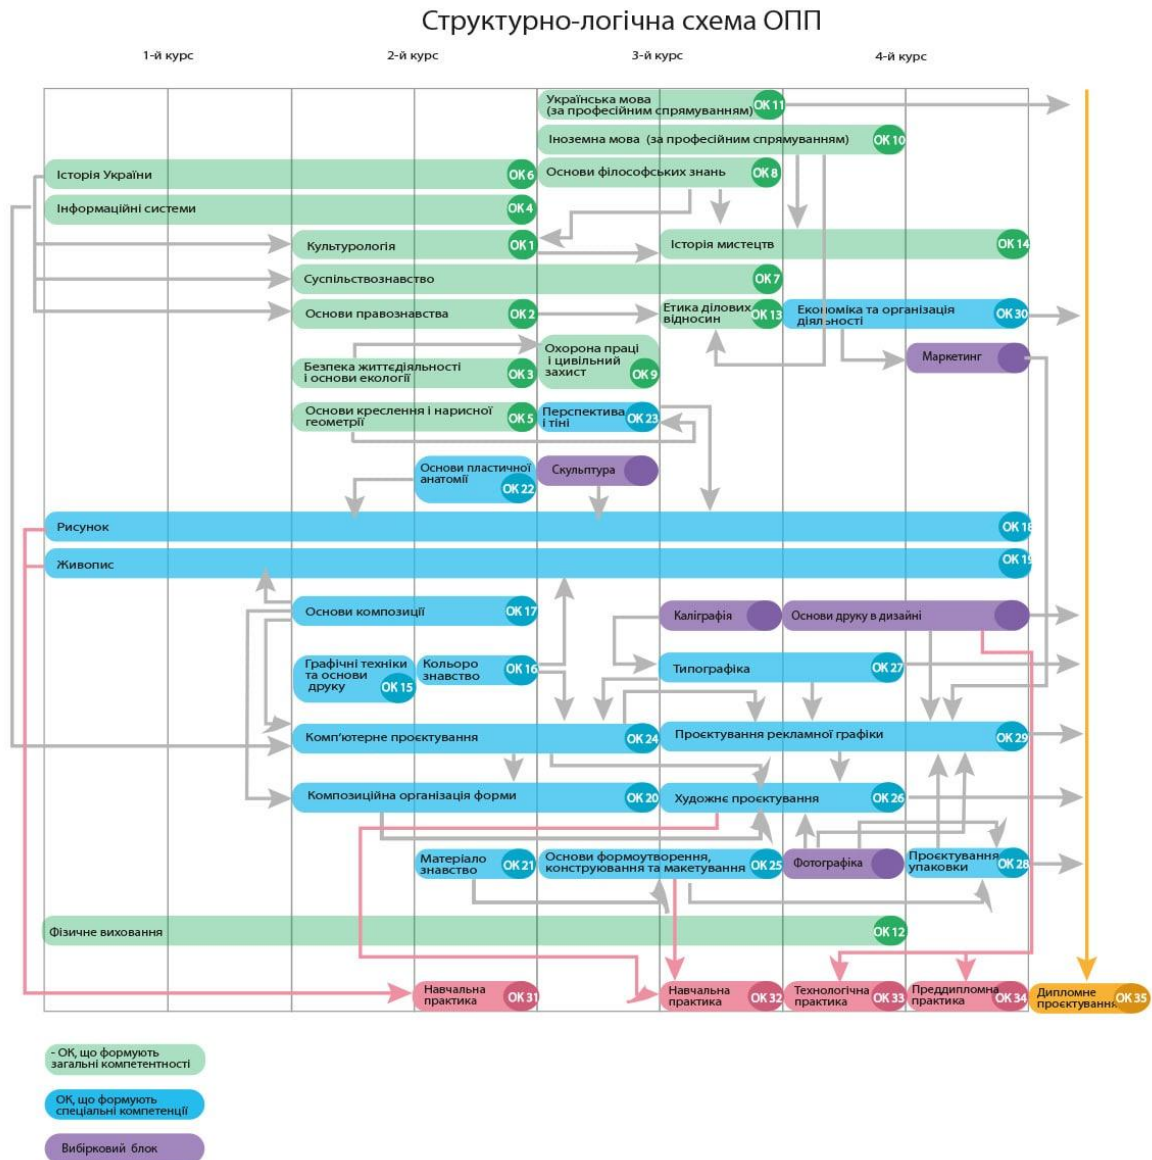 Структурно-логічна схема ОПП
1-й курс
2-й курс
3-й курс
4-й курс
Українська мова
(за професійним спрямуванням)
ОК 11
Іноземна мова (за професійним спрямуванням)
ОК 10
Історія України
ОК 6
Основи філософських знань
ОК 8
Інформаційні системи
ОК 4
Культурологія
ОК 1
Історія мистецтв
ОК 14
Суспільствознавство
ОК 7
Основи правознавства
ОК 2
Етика ділових
відносин
ОК 13
Економіка та організація
діяльності
ОК 30
Безпека життєдіяльності
і основи екології
ОК 3
Охорона праці
і цивільний
захист
ОК 9
Маркетинг
Основи креслення і нарисної
геометрії
ОК 5
Перспектива
і тіні
ОК 23
Основи пластичної
анатомії
ОК 22
Скульптура
Рисунок
ОК 18
Живопис
ОК 19
Основи композиції
ОК 17
Каліграфія
Основи друку в дизайні
Графічні техніки
та основи
друку
ОК 15
Кольоро
знавство
ОК 16
Типографіка
ОК 27
Комп'ютерне проєктування
ОК 24
Проєктування рекламної графіки
ОК 29
Композиційна організація форми
ОК 20
Художнє проєктування
ОК 26
Матеріало
знавство
ОК 21
Основи формоутворення,
конструювання та макетування
ОК 25
Фотографіка
Проєктування
упаковки
ОК 28
Фізичне виховання
ОК 12
Навчальна
практика
ОК 31
Навчальна
практика
ОК 32
Технологічна
практика
ОК 33
Преддипломна
практика
ОК 34
Дипломне
проєктування
ОК 35
- ОК, що формують
загальні компетентності
ОК, що формують
спеціальні компетенції
Вибірковий блок